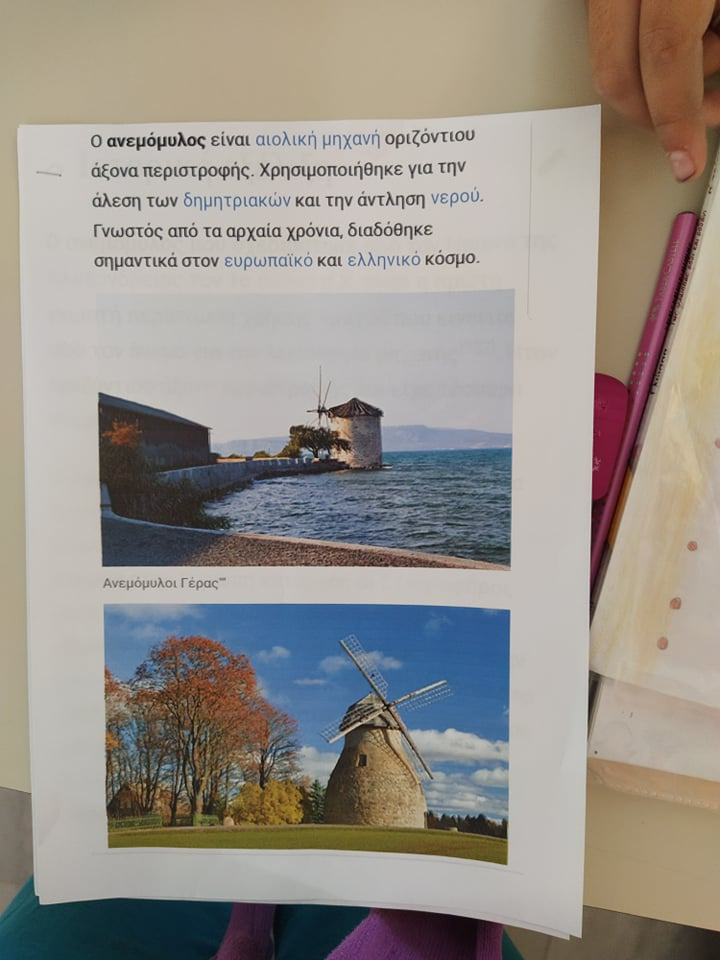 Ο ανεμόμυλος είναι αιολική μηχανή οριζόντιου
άξονα περιστροφής. Χρησιμοποιήθηκε για την
άλεση των δημητριακών και την άντληση νερού.
Γνωστός από τα αρχαία χρόνια, διαδόθηκε
σημαντικά στον ευρωπαϊκό και ελληνικό κόσμο.
Ανεμόμυλοι Γέρας""